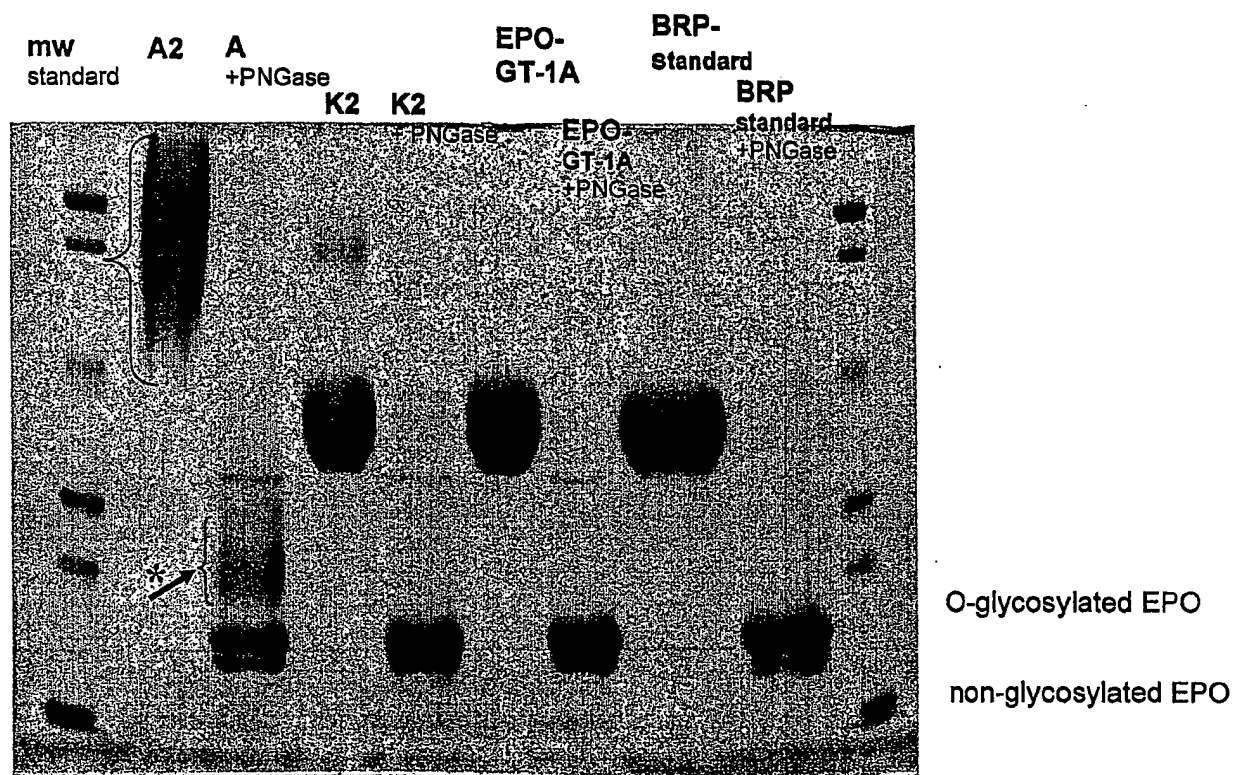 mw
standard
A2
A
+PNGase
K2
K2
+ PNGase
EPO-
GT-1A
EPO-
GT-1A
+PNGase
BRP-
Standard
BRP
standard
+PNGase
*
O-glycosylated EPO
non-glycosylated EPO